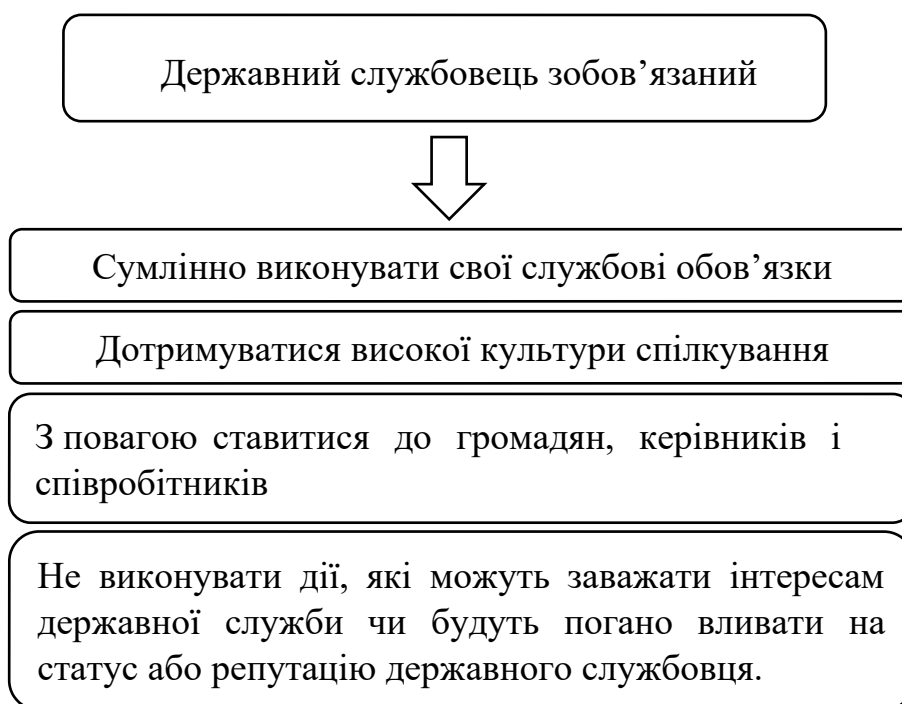 Державний службовець зобов’язаний
Сумлінно виконувати свої службові обов’язки
Дотримуватися високої культури спілкування
З повагою ставитися до громадян, керівників і
співробітників
Не виконувати дії, які можуть заважати інтересам
державної служби чи будуть погано вливати на
статус або репутацію державного службовця.